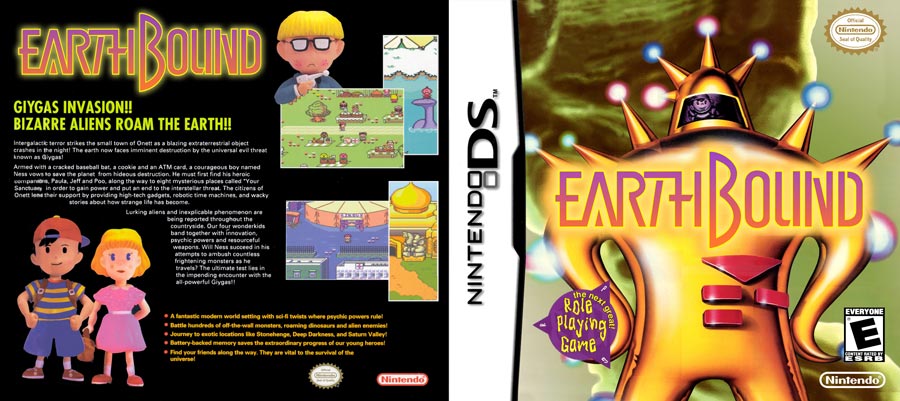 EARTHBOUND
GIYGAS INVASION!!
BIZARRE ALIENS ROAM THE EARTH!!
Intergalactic terror strikes the small town of Onett as a blazing extraterrestrial object
crashes in the night! The earth now faces imminent destruction by the universal evil threat
known as Giygas!
Armed with a cracked baseball bat, a cookie and an ATM card, a courageous boy named
Ness vows to save the planet from hideous destruction. He must first find his heroic
companions, Paula, Jeff and Poo, along the way to eight mysterious places called "Your
Sanctuary in order to gain power and put an end to the interstellar threat. The citizens of
Onett lend their support by providing high-tech gadgets, robotic time machines, and wacky
stories about how strange life has become.
Lurking aliens and inexplicable phenomenon are
being reported throughout the
countryside. Our four wonderkids
band together with innovation,
psychic powers and resourceful
weapons. Will Ness succeed in his
attempts to ambush countless
frightening monsters as he
travels? The ultimate test lies in
the impending encounter with the
all-powerful Giygas!!
A fantastic modern world setting with sci-fi twists where psychic powers rule!
Battle hundreds of off-the-wall monsters, roaming dinosaurs and alien enemies!
Journey to exotic locations like Stonehenge, Deep Darkness, and Saturn Valley!
Battery-backed memory saves the extraordinary progress of our young heroes!
Find your friends along the way. They are vital to the survival of the
universe!
Nintendo
Nintendo
NINTENDO DS™
Official
Nintendo
Seal of Quality
EARTHBOUND
the next great
Role
Playing
Game
EVERYONE
E
CONTENT RATED BY
ESRB
Nintendo